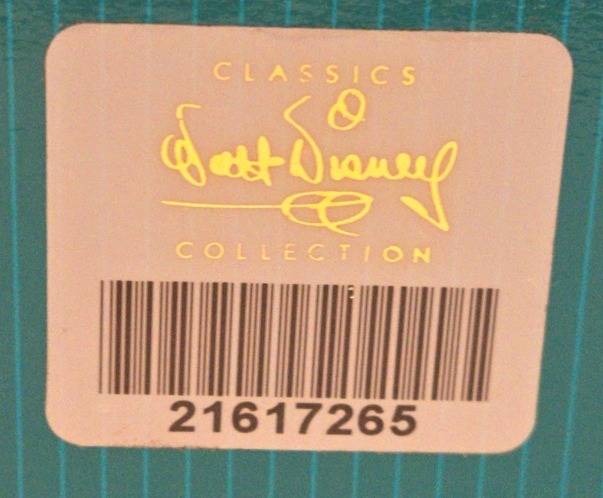 CLASSICS
Walt Disney
COLLECTION
21617265